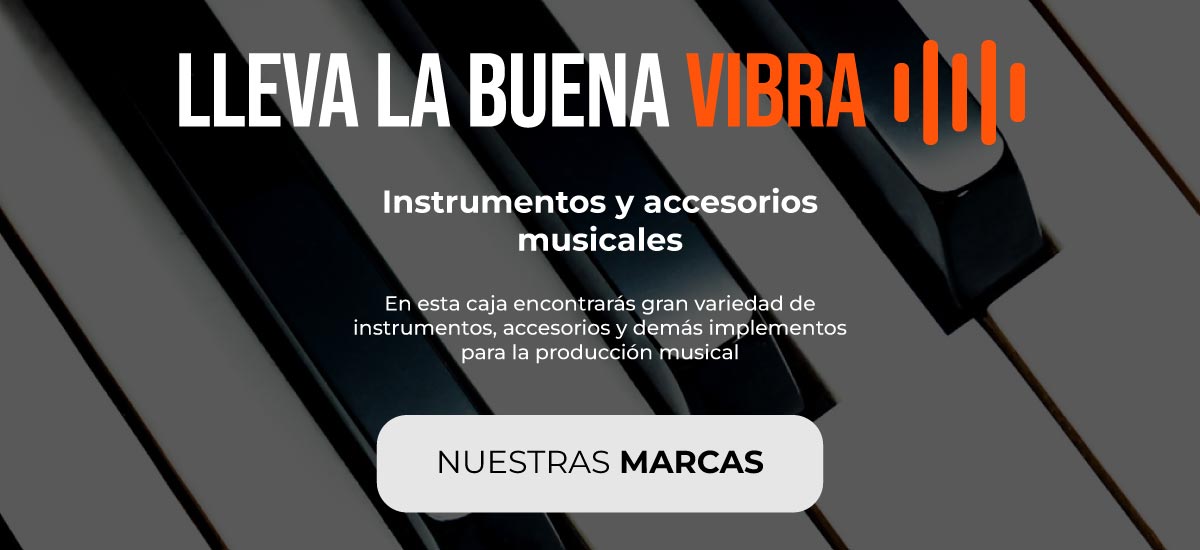 LLEVA LA BUENA VIBRA
Instrumentos y accesorios
musicales
En esta caja encontrarás gran variedad de
instrumentos, accesorios y demás implementos
para la producción musical
NUESTRAS MARCAS